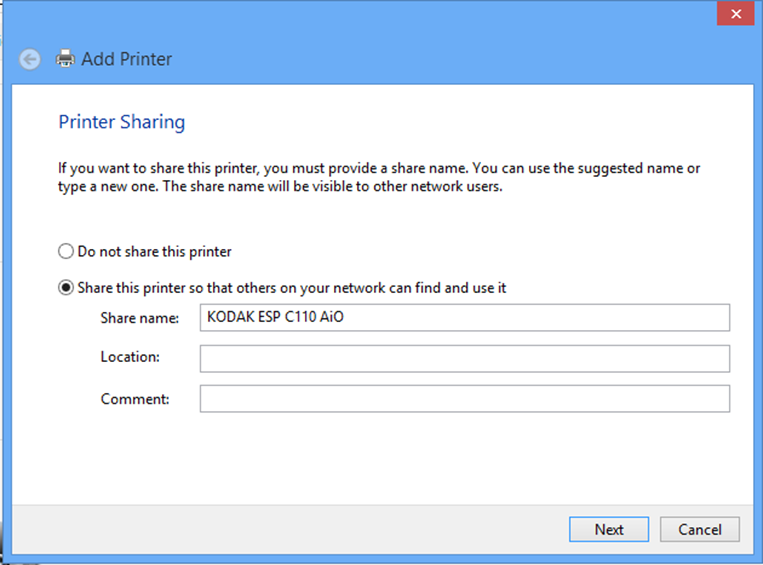 Add Printer
Printer Sharing
If you want to share this printer, you must provide a share name. You can use the suggested name or
type a new one. The share name will be visible to other network users.
Do not share this printer
Share this printer so that others on your network can find and use it
Share name: KODAK ESP C110 AiO
Location:
Comment:
Next Cancel